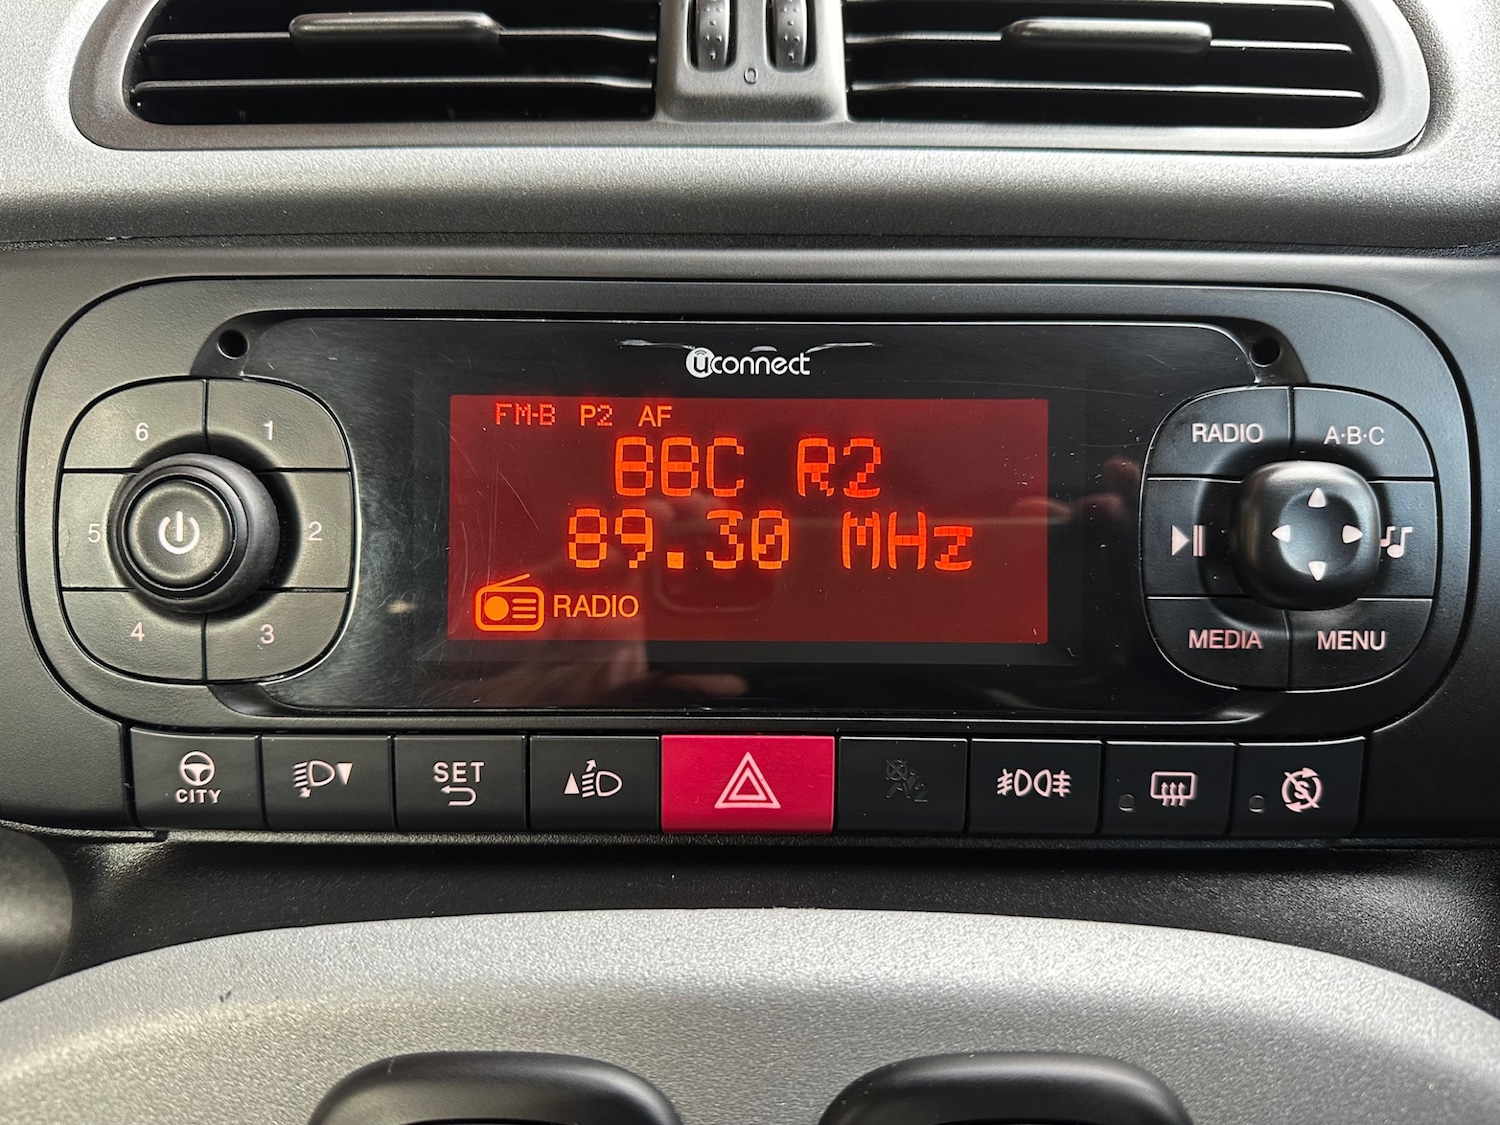 0
uconnect
FM-B P2 AF
BBC R2
89.30 MHz
RADIO
6 1
5 2
4 3
RADIO A·B·C
MEDIA MENU
CITY
SET
S